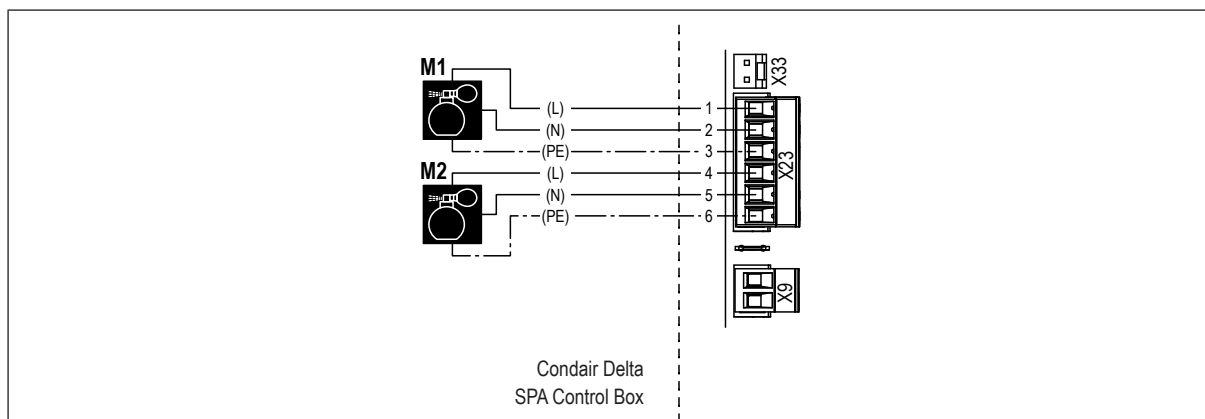 M1
X33
(L) 1
(N) 2
(PE) 3
M2
(L) 4
(N) 5
(PE) 6
X23
X9
Condair Delta
SPA Control Box